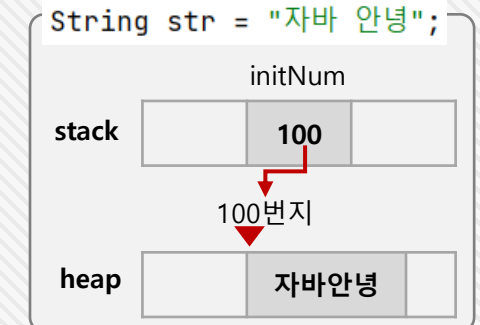 String str = "자바 안녕";
initNum
stack
100
100번지
heap
자바안녕